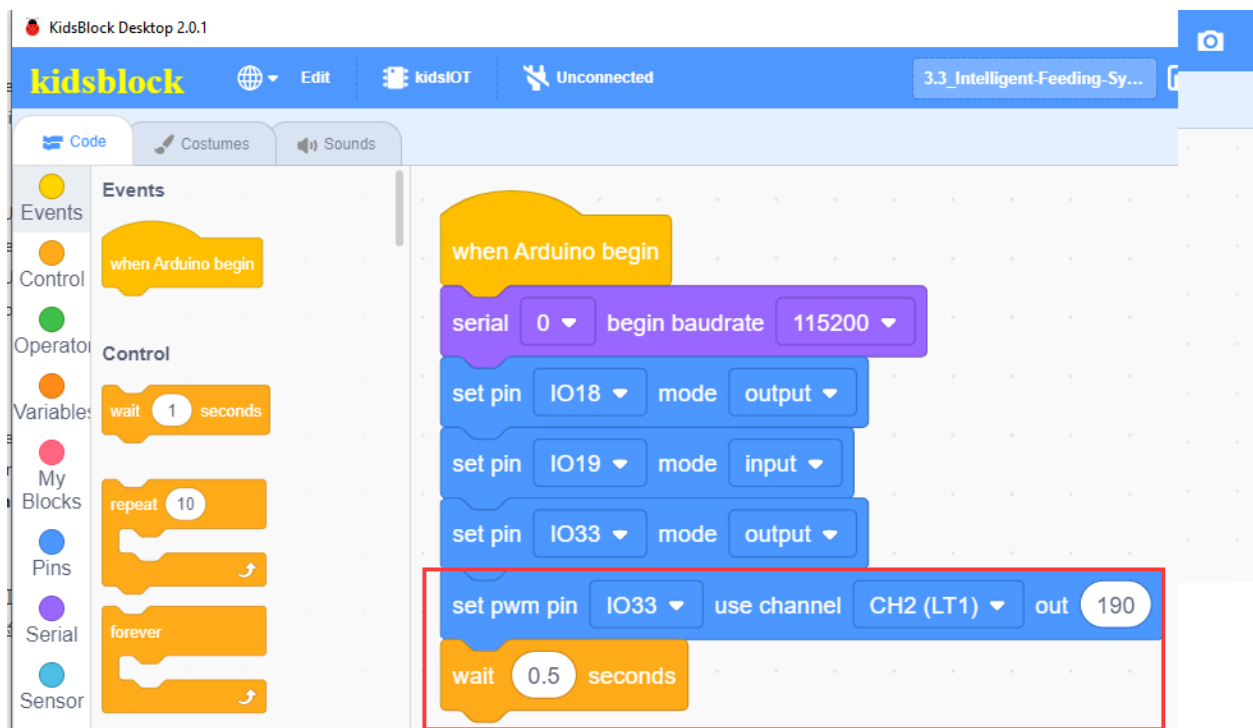 KidsBlock Desktop 2.0.1
kidsblock Edit kidsIOT Unconnected 3.3_Intelligent-Feeding-Sy...
Code Costumes Sounds
Events
Events
when Arduino begin
Control
Operator
Control
Variables
wait 1 seconds
My
Blocks
repeat 10
Pins
Serial
forever
Sensor
when Arduino begin
serial 0 begin baudrate 115200
set pin IO18 mode output
set pin IO19 mode input
set pin IO33 mode output
set pwm pin IO33 use channel CH2 (LT1) out 190
wait 0.5 seconds